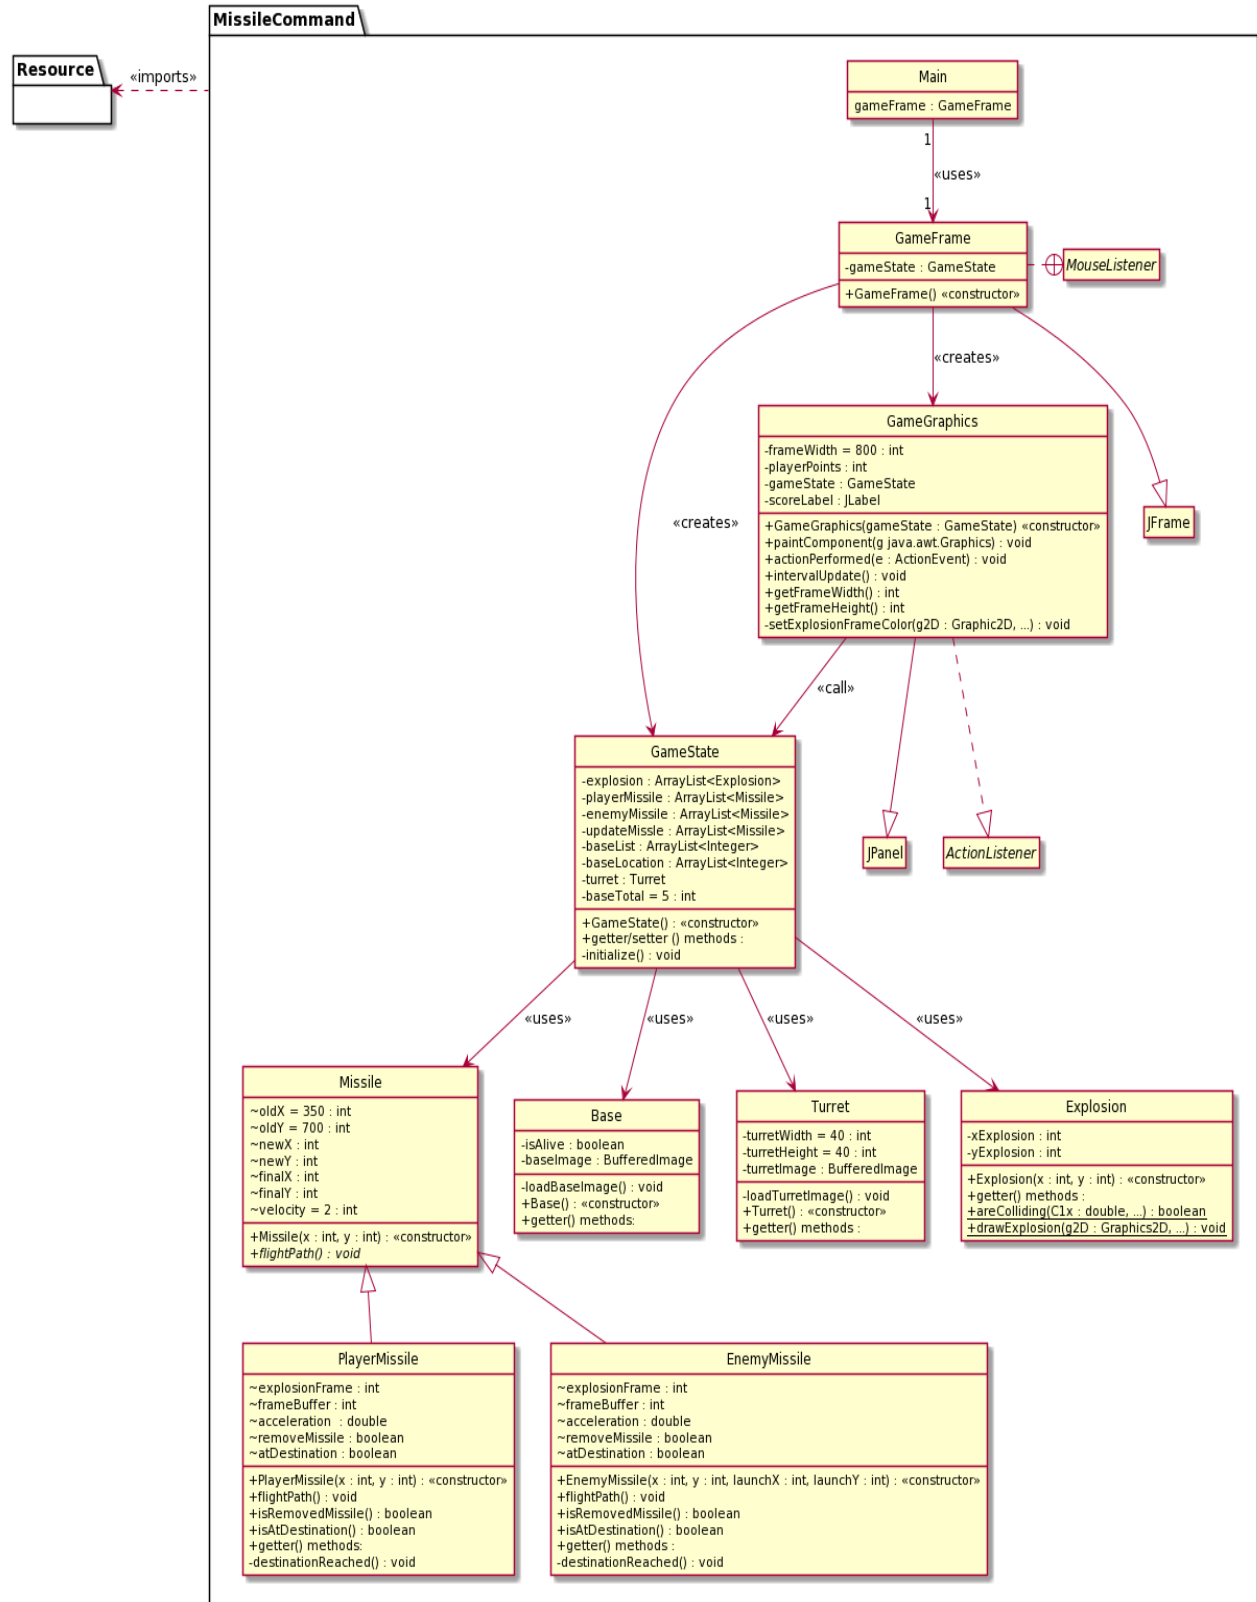 MissileCommand
Resource
«imports»
Main
gameFrame : GameFrame
1
«uses»
1
GameFrame
-gameState : GameState
+GameFrame() «constructor»
MouseListener
«creates»
GameGraphics
-frameWidth = 800 : int
-playerPoints : int
-gameState : GameState
-scoreLabel : JLabel
+GameGraphics(gameState : GameState) «constructor»
+paintComponent(g java.awt.Graphics) : void
+actionPerformed(e : ActionEvent) : void
+intervalUpdate() : void
+getFrameWidth() : int
+getFrameHeight() : int
-setExplosionFrameColor(g2D : Graphic2D, ...) : void
JFrame
«creates»
«call»
GameState
-explosion : ArrayList<Explosion>
-playerMissile : ArrayList<Missile>
-enemyMissile : ArrayList<Missile>
-updateMissle : ArrayList<Missile>
-baseList : ArrayList<Integer>
-baseLocation : ArrayList<Integer>
-turret : Turret
-baseTotal = 5 : int
+GameState() : «constructor»
+getter/setter () methods :
-initialize() : void
JPanel
ActionListener
«uses»
«uses»
«uses»
«uses»
Missile
~oldX = 350 : int
~oldY = 700 : int
~newX : int
~newY : int
~finalX : int
~finalY : int
~velocity = 2 : int
+Missile(x : int, y : int) : «constructor»
+flightPath() : void
Base
-isAlive : boolean
-baseImage : BufferedImage
-loadBaseImage() : void
+Base() : «constructor»
+getter() methods:
Turret
-turretWidth = 40 : int
-turretHeight = 40 : int
-turretImage : BufferedImage
-loadTurretImage() : void
+Turret() : «constructor»
+getter() methods :
Explosion
-xExplosion : int
-yExplosion : int
+Explosion(x : int, y : int) : «constructor»
+getter() methods :
+areColliding(C1x : double, ...) : boolean
+drawExplosion(g2D : Graphics2D, ...) : void
PlayerMissile
~explosionFrame : int
~frameBuffer : int
~acceleration  : double
~removeMissile : boolean
~atDestination : boolean
+PlayerMissile(x : int, y : int) : «constructor»
+flightPath() : void
+isRemovedMissile() : boolean
+isAtDestination() : boolean
+getter() methods:
-destinationReached() : void
EnemyMissile
~explosionFrame : int
~frameBuffer : int
~acceleration : double
~removeMissile : boolean
~atDestination : boolean
+EnemyMissile(x : int, y : int, launchX : int, launchY : int) : «constructor»
+flightPath() : void
+isRemovedMissile() : boolean
+isAtDestination() : boolean
+getter() methods :
-destinationReached() : void